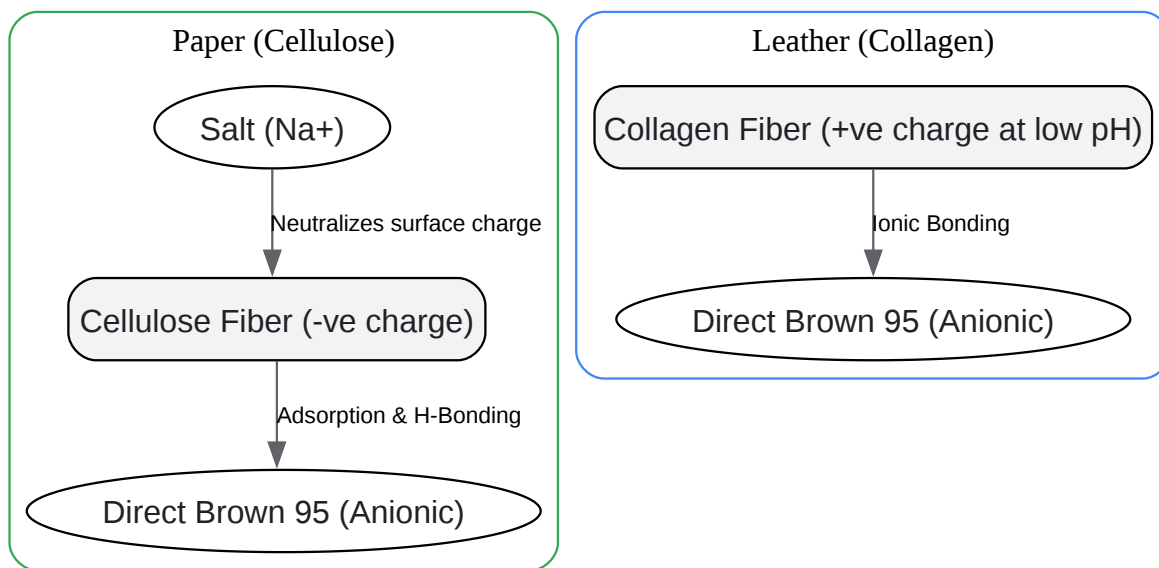 Paper (Cellulose)
Salt (Na+)
Neutralizes surface charge
Cellulose Fiber (-ve charge)
Adsorption & H-Bonding
Direct Brown 95 (Anionic)
Leather (Collagen)
Collagen Fiber (+ve charge at low pH)
Ionic Bonding
Direct Brown 95 (Anionic)